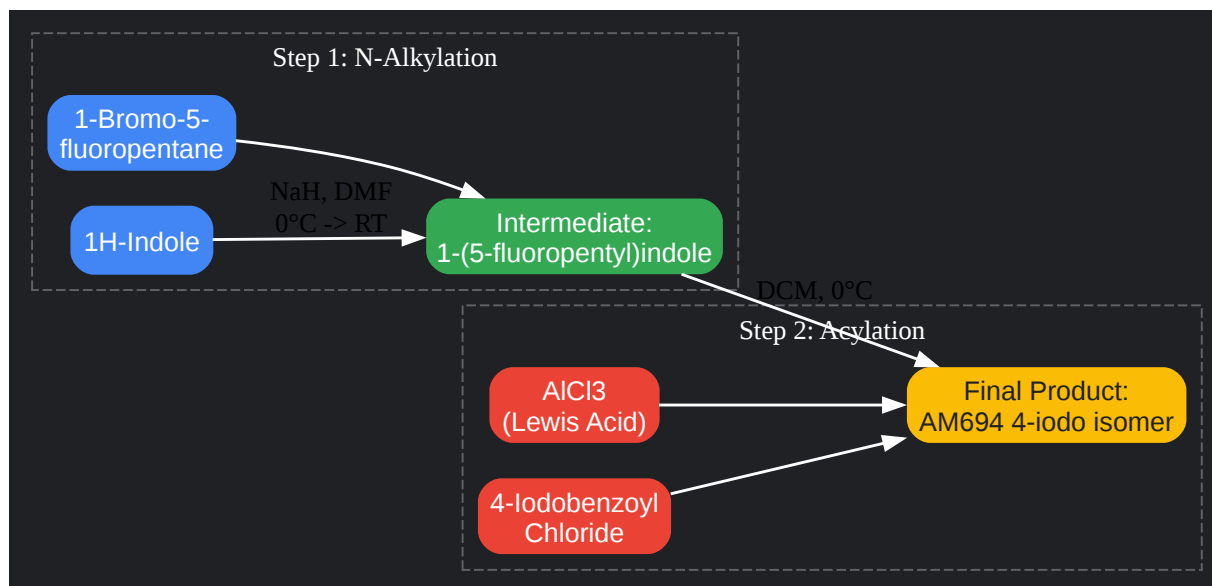 Step 1: N-Alkylation
1-Bromo-5-
fluoropentane
NaH, DMF
0°C -> RT
1H-Indole
Intermediate:
1-(5-fluoropentyl)indole
DCM, 0°C
Step 2: Acylation
AlCl3
(Lewis Acid)
Final Product:
AM694 4-iodo isomer
4-Iodobenzoyl
Chloride